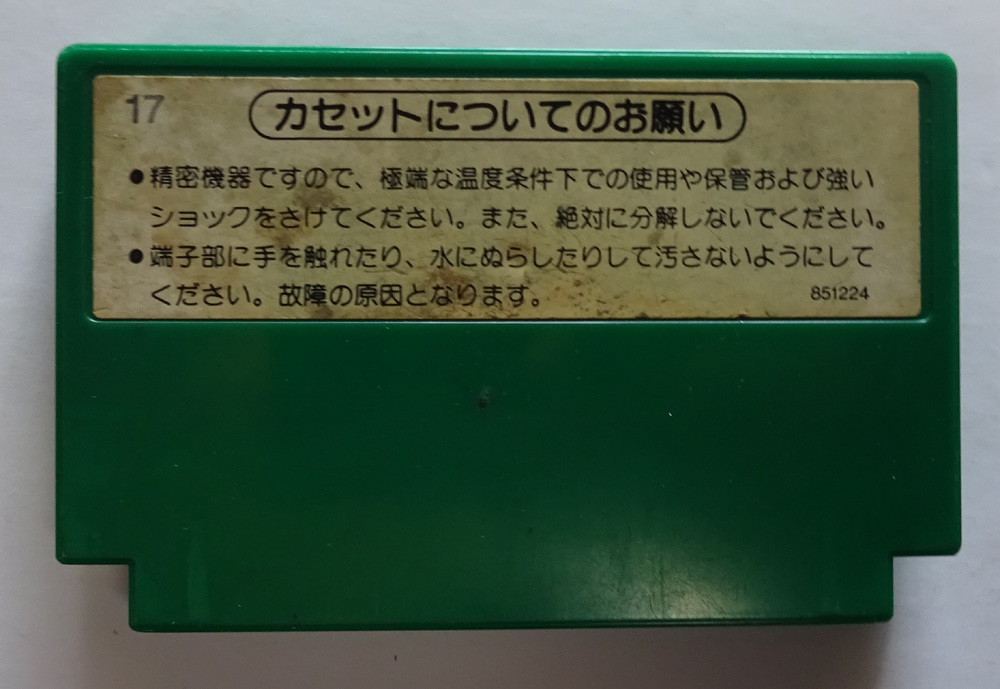 17
カセットについてのお願い
●精密機器ですので、極端な温度条件下での使用や保管および強い
ショックをさけてください。また、絶対に分解しないでください。
●端子部に手を触れたり、水にぬらしたりして汚さないようにして
ください。故障の原因となります。
851224